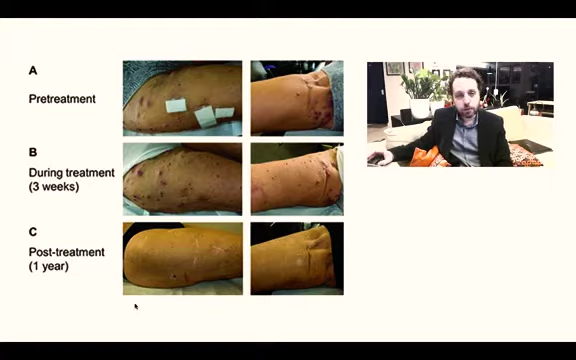 A
Pretreatment
B
During treatment
(3 weeks)
C
Post-treatment
(1 year)